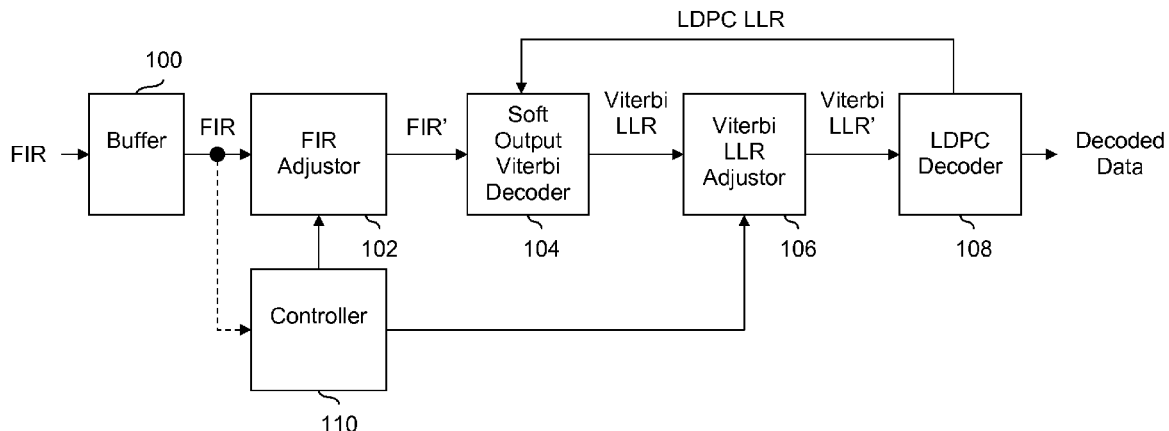 LDPC LLR
100
FIR
Buffer
FIR
FIR
Adjustor
102
FIR'
Soft
Output
Viterbi
Decoder
104
Viterbi
LLR
Viterbi
LLR
Adjustor
106
Viterbi
LLR'
LDPC
Decoder
108
Decoded
Data
Controller
110